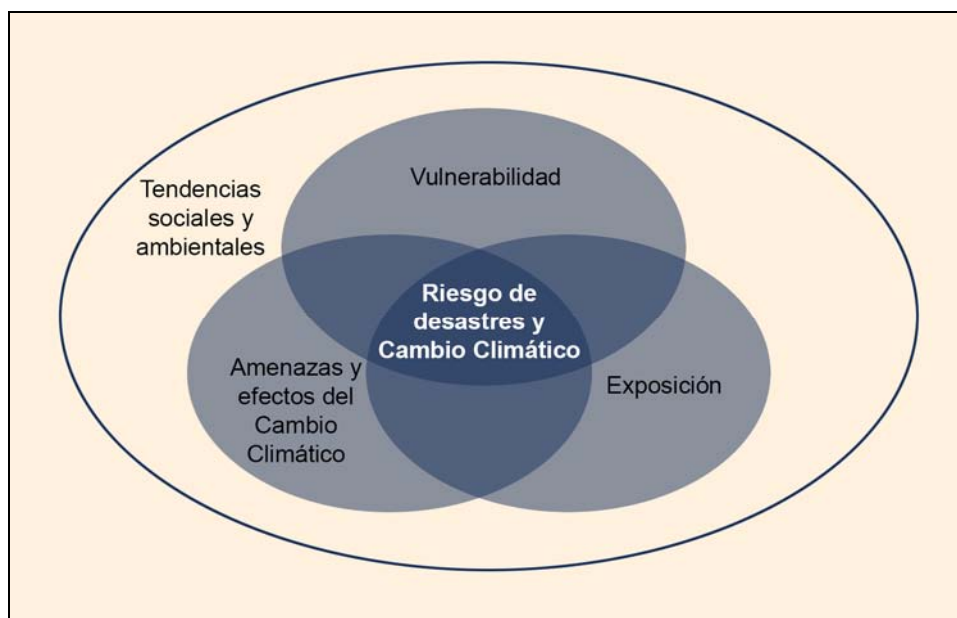 Vulnerabilidad
Tendencias
sociales y
ambientales
Riesgo de
desastres y
Cambio Climático
Amenazas y
efectos del
Cambio
Climático
Exposición